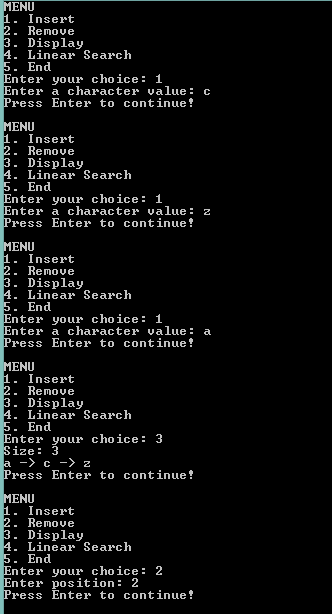 MENU
1. Insert
2. Remove
3. Display
4. Linear Search
5. End
Enter your choice: 1
Enter a character value: c
Press Enter to continue!
MENU
1. Insert
2. Remove
3. Display
4. Linear Search
5. End
Enter your choice: 1
Enter a character value: z
Press Enter to continue!
MENU
1. Insert
2. Remove
3. Display
4. Linear Search
5. End
Enter your choice: 1
Enter a character value: a
Press Enter to continue!
MENU
1. Insert
2. Remove
3. Display
4. Linear Search
5. End
Enter your choice: 3
Size: 3
a -> c -> z
Press Enter to continue!
MENU
1. Insert
2. Remove
3. Display
4. Linear Search
5. End
Enter your choice: 2
Enter position: 2
Press Enter to continue!